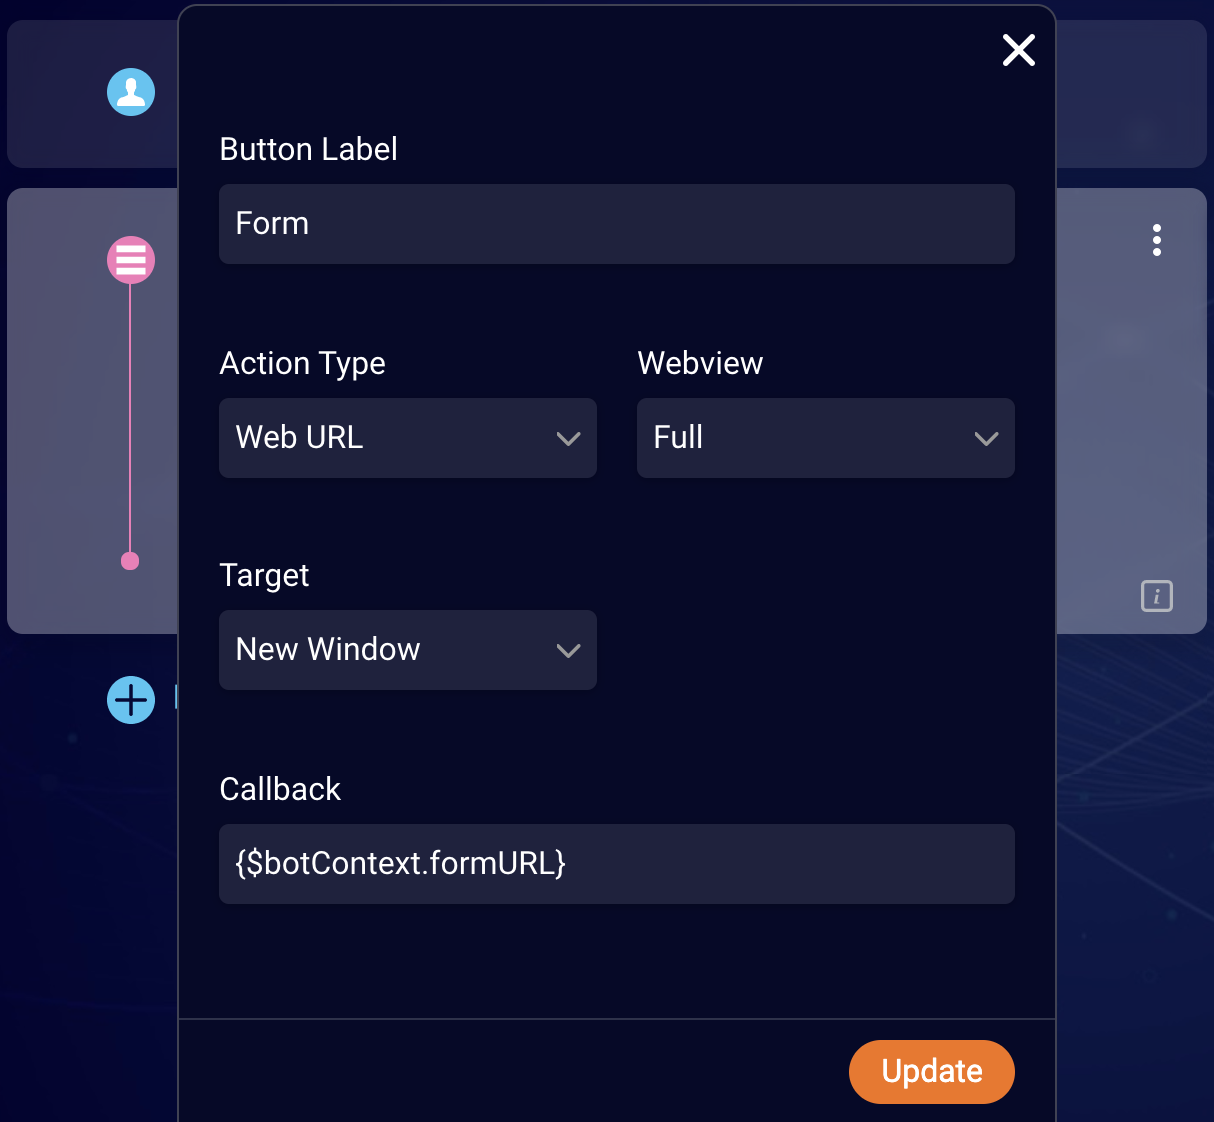 Button Label
Form
Action Type
Webview
Web URL
Full
Target
New Window
Callback
{$botContext.formURL}
Update